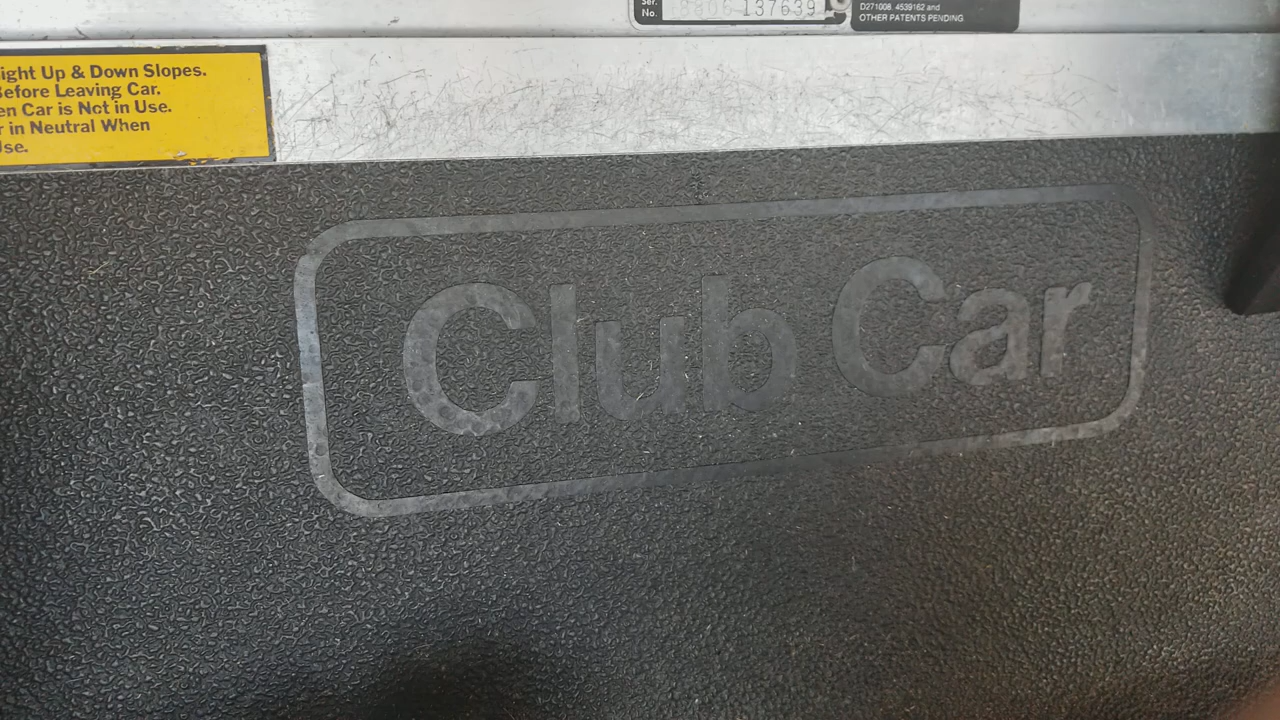 Ser.
No. 8806 137639
D271008, 4539162 and
OTHER PATENTS PENDING
ight Up & Down Slopes.
Before Leaving Car.
en Car is Not in Use.
r in Neutral When
Use.
Club Car